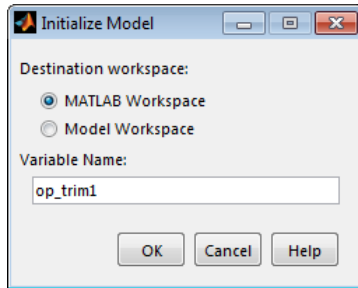 Initialize Model
Destination workspace:
MATLAB Workspace
Model Workspace
Variable Name:
op_trim1
OK Cancel Help